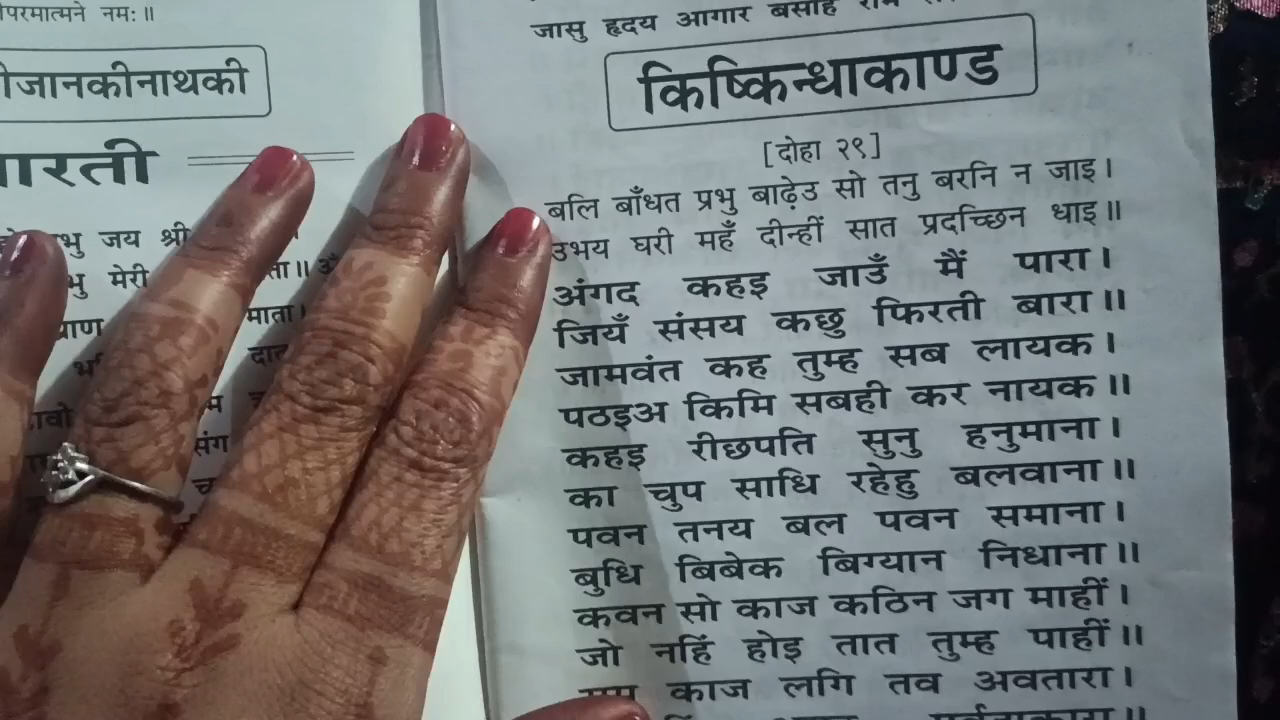 परमात्मने नमः॥
जानकीनाथकी
भु जय श्री
भु मेरी
माता।
संग
जासु हृदय आगार बसहिं
किष्किन्धाकाण्ड
[दोहा २९]
बलि बाँधत प्रभु बाढ़ेउ सो तनु बरनि न जाइ।
उभय घरी महँ दीन्हीं सात प्रदच्छिन धाइ॥
अंगद कहइ जाउँ मैं पारा।
जियँ संसय कछु फिरती बारा॥
जामवंत कह तुम्ह सब लायक।
पठइअ किमि सबही कर नायक॥
कहइ रीछपति सुनु हनुमाना।
का चुप साधि रहेहु बलवाना॥
पवन तनय बल पवन समाना।
बुधि बिबेक बिग्यान निधाना॥
कवन सो काज कठिन जग माहीं।
जो नहिं होइ तात तुम्ह पाहीं॥
काज लगि तव अवतारा।